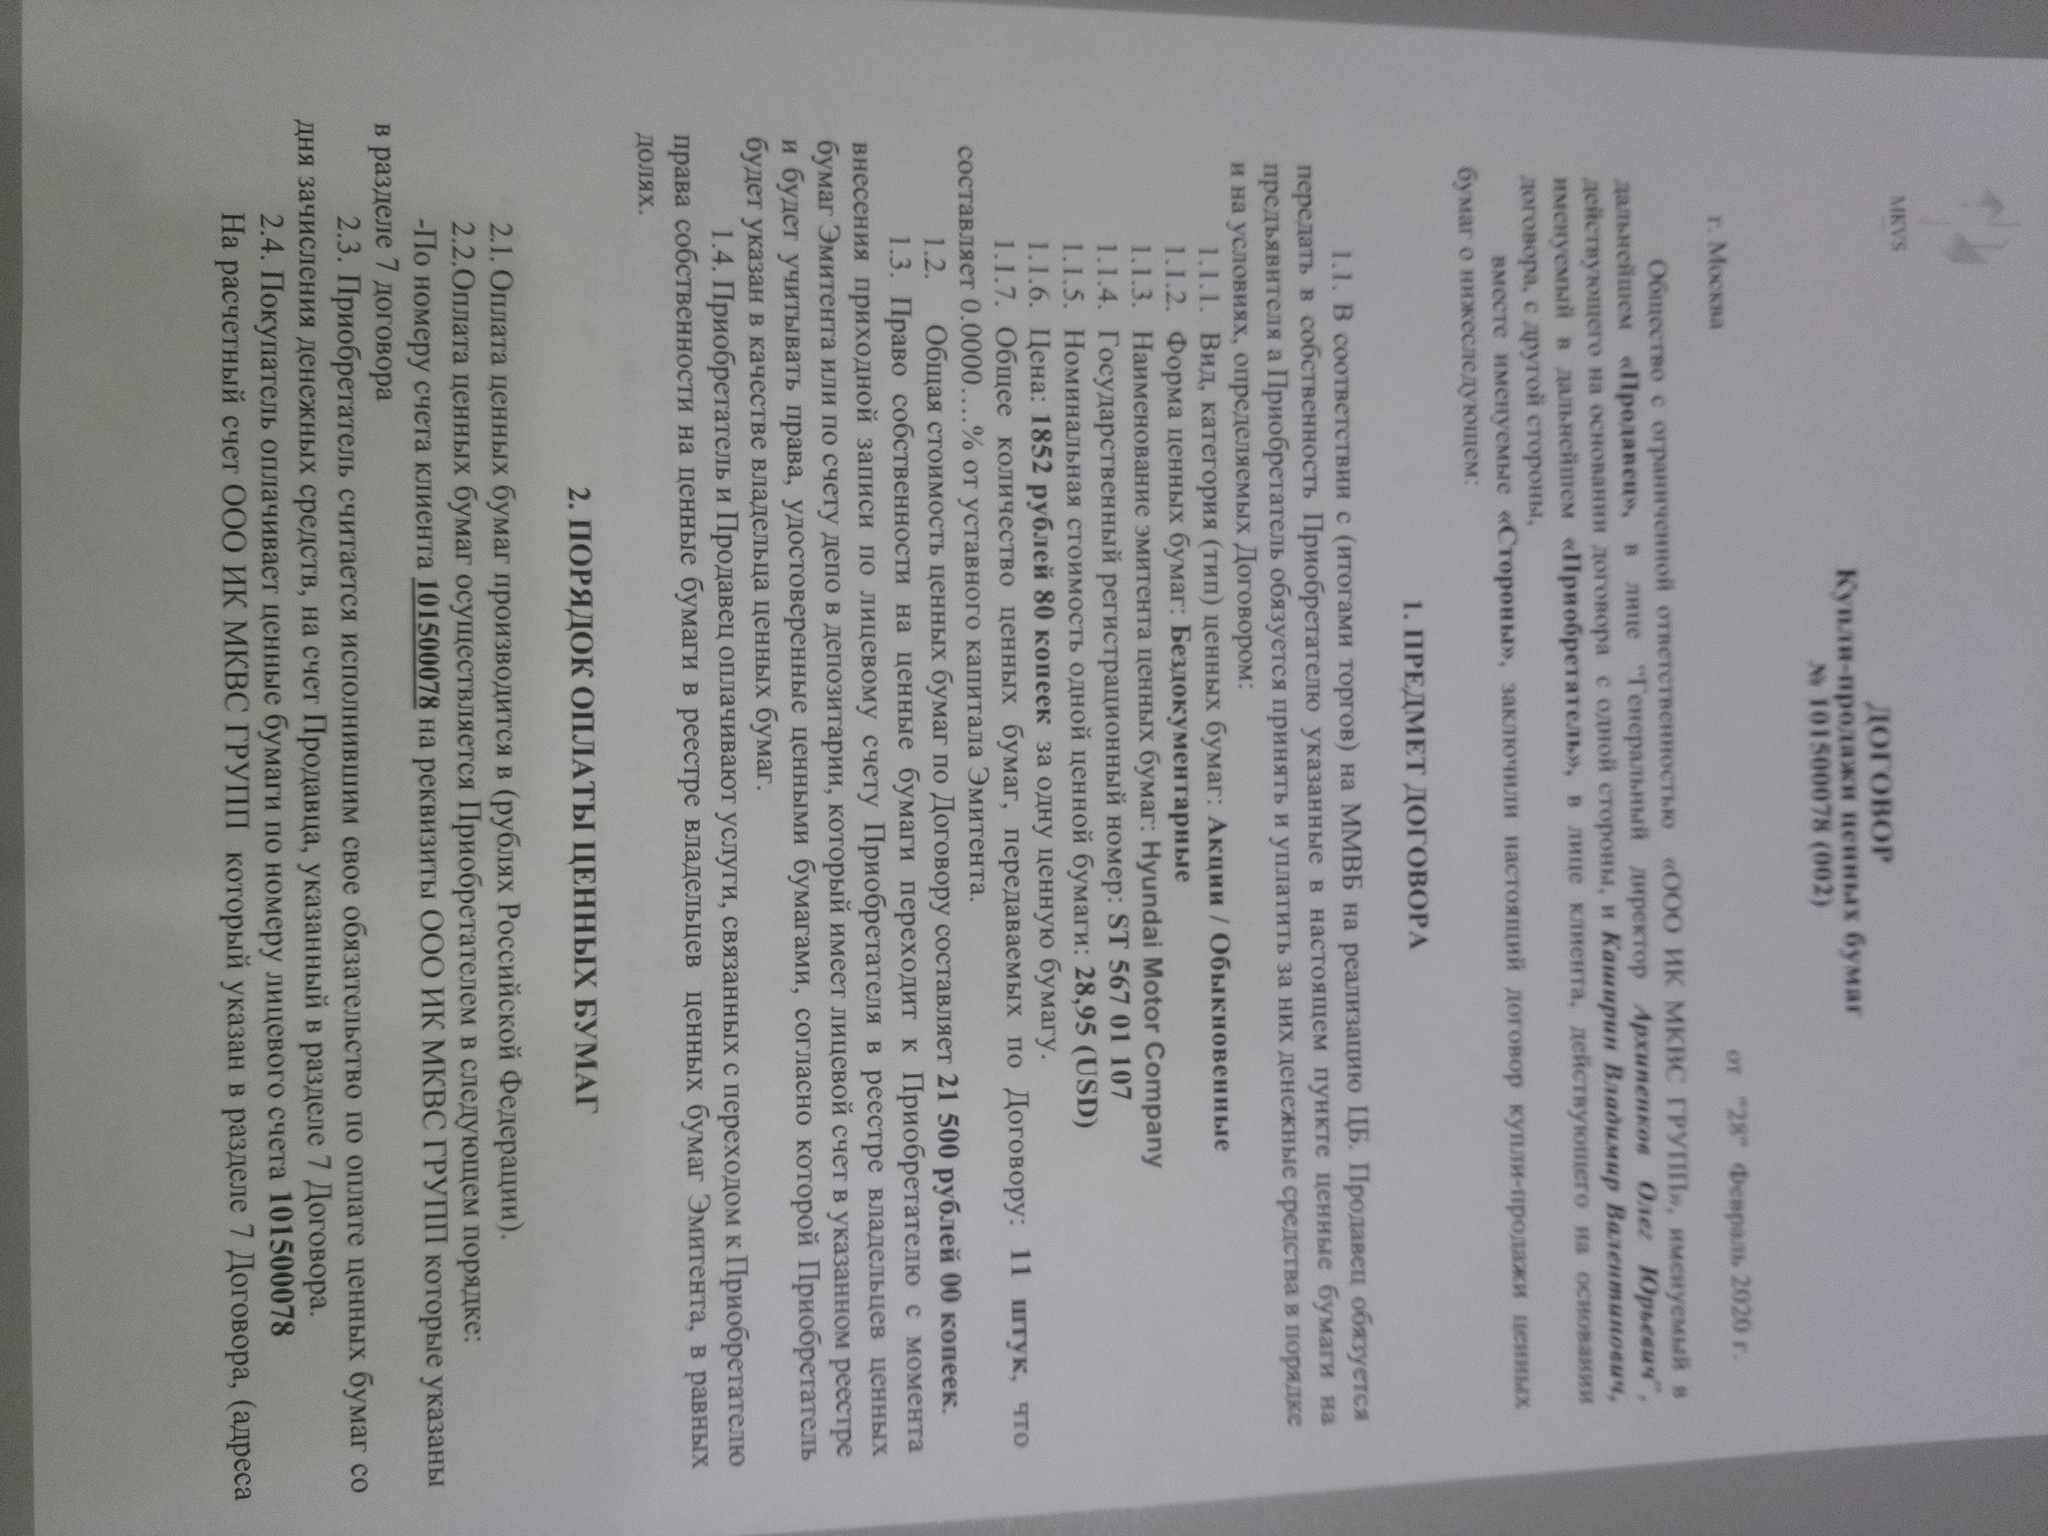 MKVS
ДОГОВОР
Купли-продажи ценных бумаг
№ 101500078 (002)
г. Москва от "28" Февраль 2020 г.
Общество с ограниченной ответственностью «ООО ИК МКВС ГРУПП», именуемый в
дальнейшем «Продавец», в лице "Генеральный директор Архипенков Олег Юрьевич",
действующего на основании договора с одной стороны, и Каширин Владимир Валентинович,
именуемый в дальнейшем «Приобретатель», в лице клиента, действующего на основании
договора, с другой стороны,
вместе именуемые «Стороны», заключили настоящий договор купли-продажи ценных
бумаг о нижеследующем:
1. ПРЕДМЕТ ДОГОВОРА
1.1. В соответствии с (итогами торгов) на ММВБ на реализацию ЦБ. Продавец обязуется
передать в собственность Приобретателю указанные в настоящем пункте ценные бумаги на
предъявителя а Приобретатель обязуется принять и уплатить за них денежные средства в порядке
и на условиях, определяемых Договором:
1.1.1. Вид, категория (тип) ценных бумаг: Акции / Обыкновенные
1.1.2. Форма ценных бумаг: Бездокументарные
1.1.3. Наименование эмитента ценных бумаг: Hyundai Motor Company
1.1.4. Государственный регистрационный номер: ST 567 01 107
1.1.5. Номинальная стоимость одной ценной бумаги: 28,95 (USD)
1.1.6. Цена: 1852 рублей 80 копеек за одну ценную бумагу.
1.1.7. Общее количество ценных бумаг, передаваемых по Договору: 11 штук, что
составляет 0.0000….% от уставного капитала Эмитента.
1.2. Общая стоимость ценных бумаг по Договору составляет 21 500 рублей 00 копеек.
1.3. Право собственности на ценные бумаги переходит к Приобретателю с момента
внесения приходной записи по лицевому счету Приобретателя в реестре владельцев ценных
бумаг Эмитента или по счету депо в депозитарии, который имеет лицевой счет в указанном реестре
и будет учитывать права, удостоверенные ценными бумагами, согласно которой Приобретатель
будет указан в качестве владельца ценных бумаг.
1.4. Приобретатель и Продавец оплачивают услуги, связанных с переходом к Приобретателю
права собственности на ценные бумаги в реестре владельцев ценных бумаг Эмитента, в равных
долях.
2. ПОРЯДОК ОПЛАТЫ ЦЕННЫХ БУМАГ
2.1. Оплата ценных бумаг производится в (рублях Российской Федерации).
2.2.Оплата ценных бумаг осуществляется Приобретателем в следующем порядке:
-По номеру счета клиента 101500078 на реквизиты ООО ИК МКВС ГРУПП которые указаны
в разделе 7 договора
2.3. Приобретатель считается исполнившим свое обязательство по оплате ценных бумаг со
дня зачисления денежных средств, на счет Продавца, указанный в разделе 7 Договора.
2.4. Покупатель оплачивает ценные бумаги по номеру лицевого счета 101500078
На расчетный счет ООО ИК МКВС ГРУПП который указан в разделе 7 Договора, (адреса